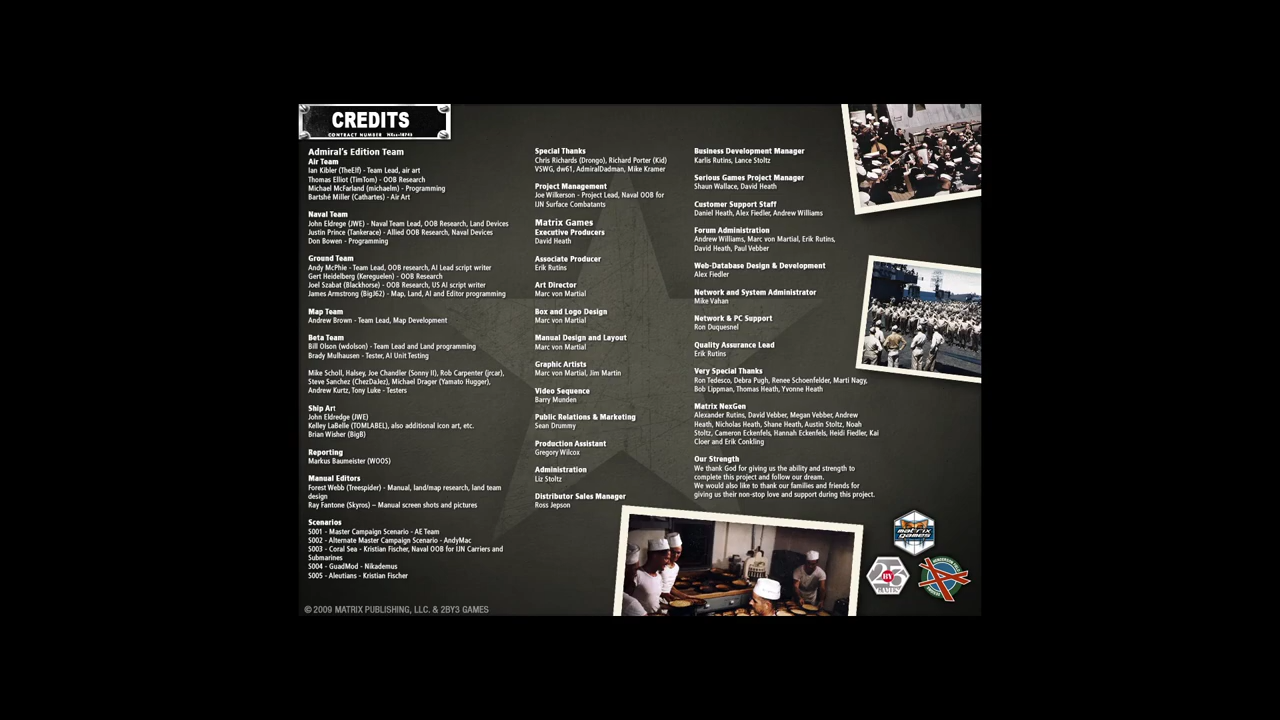 CREDITS
CONTRACT NUMBER
Admiral's Edition Team
Air Team
Ian Kibler (TheElf) - Team Lead, air art
Thomas Elliot (TimTom) - OOB Research
Michael McFarland (michaelm) - Programming
Bartshé Miller (Cathartes) - Air Art
Naval Team
John Eldrege (JWE) - Naval Team Lead, OOB Research, Land Devices
Justin Prince (Tankerace) - Allied OOB Research, Naval Devices
Don Bowen - Programming
Ground Team
Andy McPhie - Team Lead, OOB research, AI Lead script writer
Gert Heidelberg (Kereguelen) - OOB Research
Joel Szabat (Blackhorse) - OOB Research, US AI script writer
James Armstrong (BigJ62) - Map, Land, AI and Editor programming
Map Team
Andrew Brown - Team Lead, Map Development
Beta Team
Bill Olson (wdolson) - Team Lead and Land programming
Brady Mulhausen - Tester, AI Unit Testing
Mike Scholl, Halsey, Joe Chandler (Sonny II), Rob Carpenter (jrcar),
Steve Sanchez (ChezDaJez), Michael Drager (Yamato Hugger),
Andrew Kurtz, Tony Luke - Testers
Ship Art
John Eldredge (JWE)
Kelley LaBelle (TOMLABEL), also additional icon art, etc.
Brian Wisher (BigB)
Reporting
Markus Baumeister (WOOS)
Manual Editors
Forest Webb (Treespider) - Manual, land/map research, land team
design
Ray Fantone (Skyros) – Manual screen shots and pictures
Scenarios
S001 - Master Campaign Scenario - AE Team
S002 - Alternate Master Campaign Scenario - AndyMac
S003 - Coral Sea - Kristian Fischer, Naval OOB for IJN Carriers and
Submarines
S004 - GuadMod - Nikademus
S005 - Aleutians - Kristian Fischer
© 2009 MATRIX PUBLISHING, LLC. & 2BY3 GAMES
Special Thanks
Chris Richards (Drongo), Richard Porter (Kid)
VSWG, dw61, AdmiralDadman, Mike Kramer
Project Management
Joe Wilkerson - Project Lead, Naval OOB for
IJN Surface Combatants
Matrix Games
Executive Producers
David Heath
Associate Producer
Erik Rutins
Art Director
Marc von Martial
Box and Logo Design
Marc von Martial
Manual Design and Layout
Marc von Martial
Graphic Artists
Marc von Martial, Jim Martin
Video Sequence
Barry Munden
Public Relations & Marketing
Sean Drummy
Production Assistant
Gregory Wilcox
Administration
Liz Stoltz
Distributor Sales Manager
Ross Jepson
Business Development Manager
Karlis Rutins, Lance Stoltz
Serious Games Project Manager
Shaun Wallace, David Heath
Customer Support Staff
Daniel Heath, Alex Fiedler, Andrew Williams
Forum Administration
Andrew Williams, Marc von Martial, Erik Rutins,
David Heath, Paul Vebber
Web-Database Design & Development
Alex Fiedler
Network and System Administrator
Mike Vahan
Network & PC Support
Ron Duquesnel
Quality Assurance Lead
Erik Rutins
Very Special Thanks
Ron Tedesco, Debra Pugh, Renee Schoenfelder, Marti Nagy,
Bob Lippman, Thomas Heath, Yvonne Heath
Matrix NexGen
Alexander Rutins, David Vebber, Megan Vebber, Andrew
Heath, Nicholas Heath, Shane Heath, Austin Stoltz, Noah
Stoltz, Cameron Eckenfels, Hannah Eckenfels, Heidi Fiedler, Kai
Cloer and Erik Conkling
Our Strength
We thank God for giving us the ability and strength to
complete this project and follow our dream.
We would also like to thank our families and friends for
giving us their non-stop love and support during this project.
matrix
games
2BY3